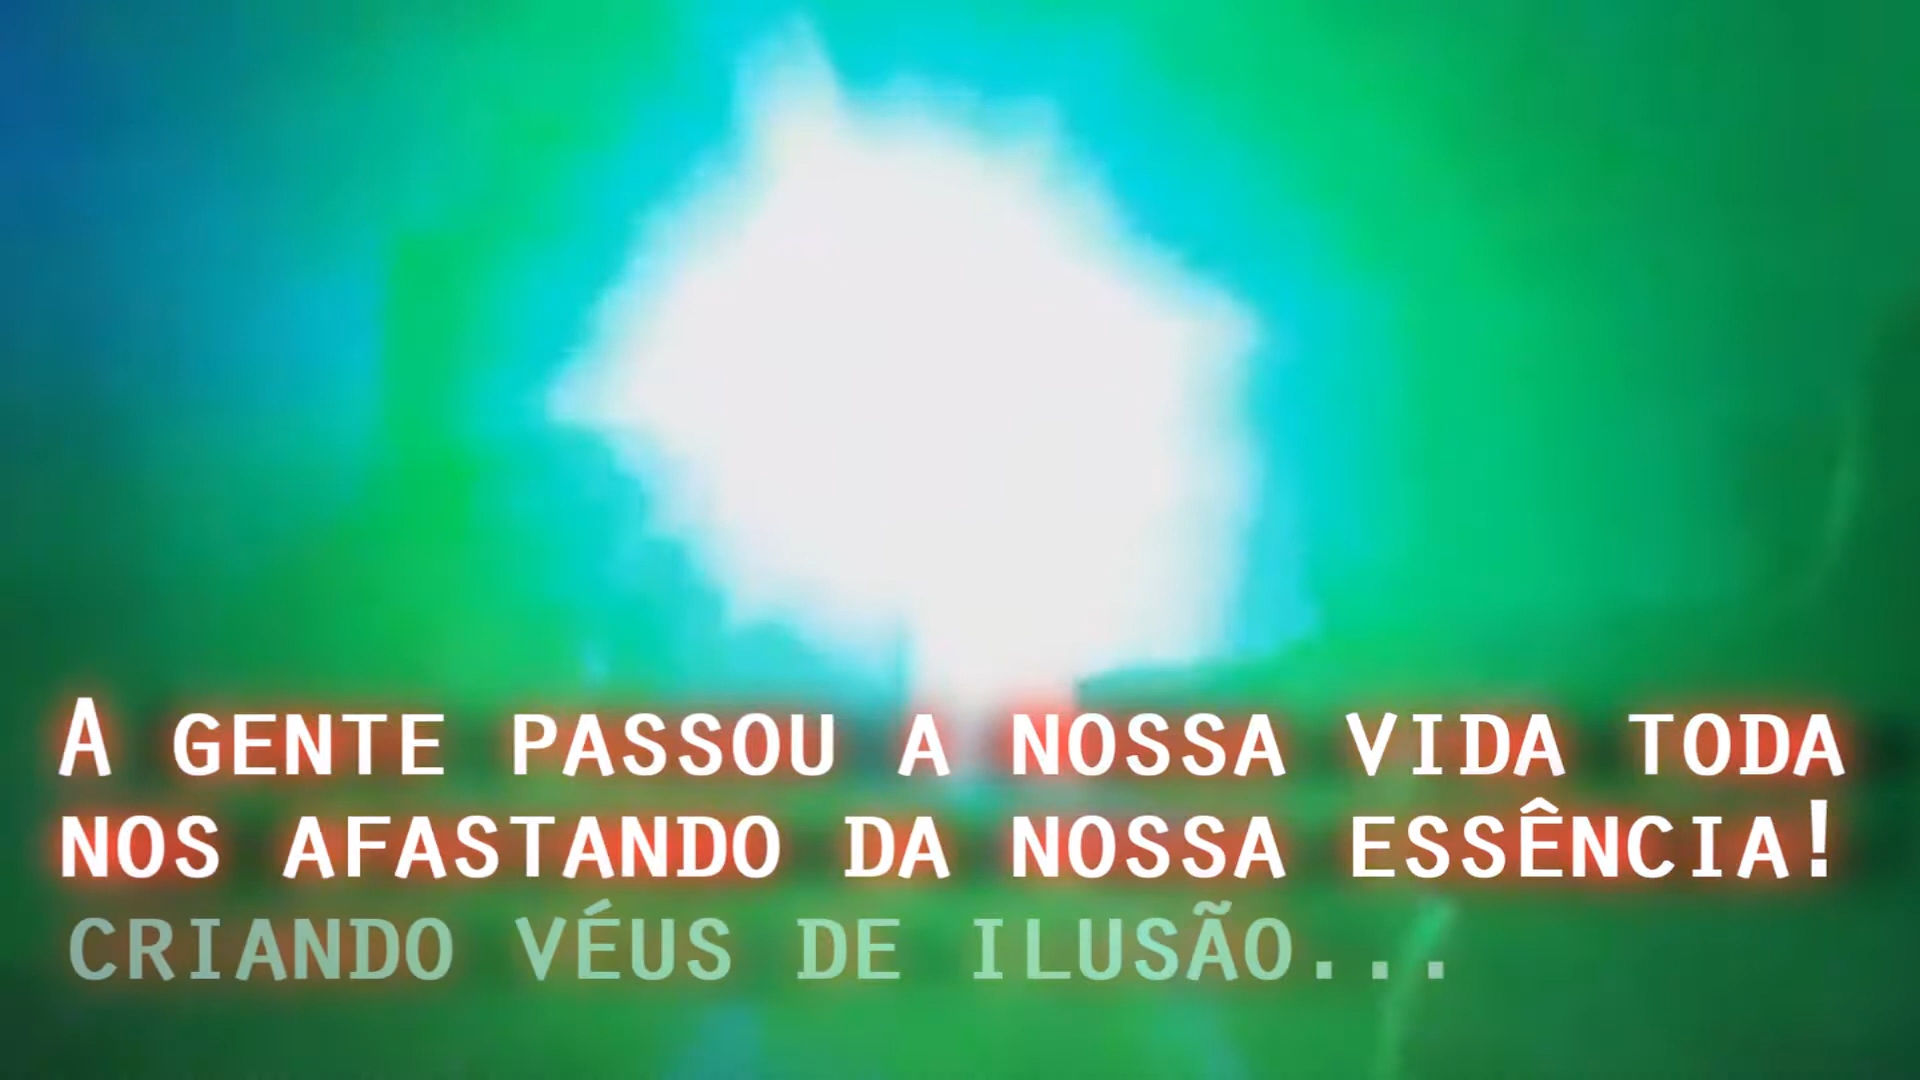 A GENTE PASSOU A NOSSA VIDA TODA
NOS AFASTANDO DA NOSSA ESSÊNCIA!
CRIANDO VÉUS DE ILUSÃO...